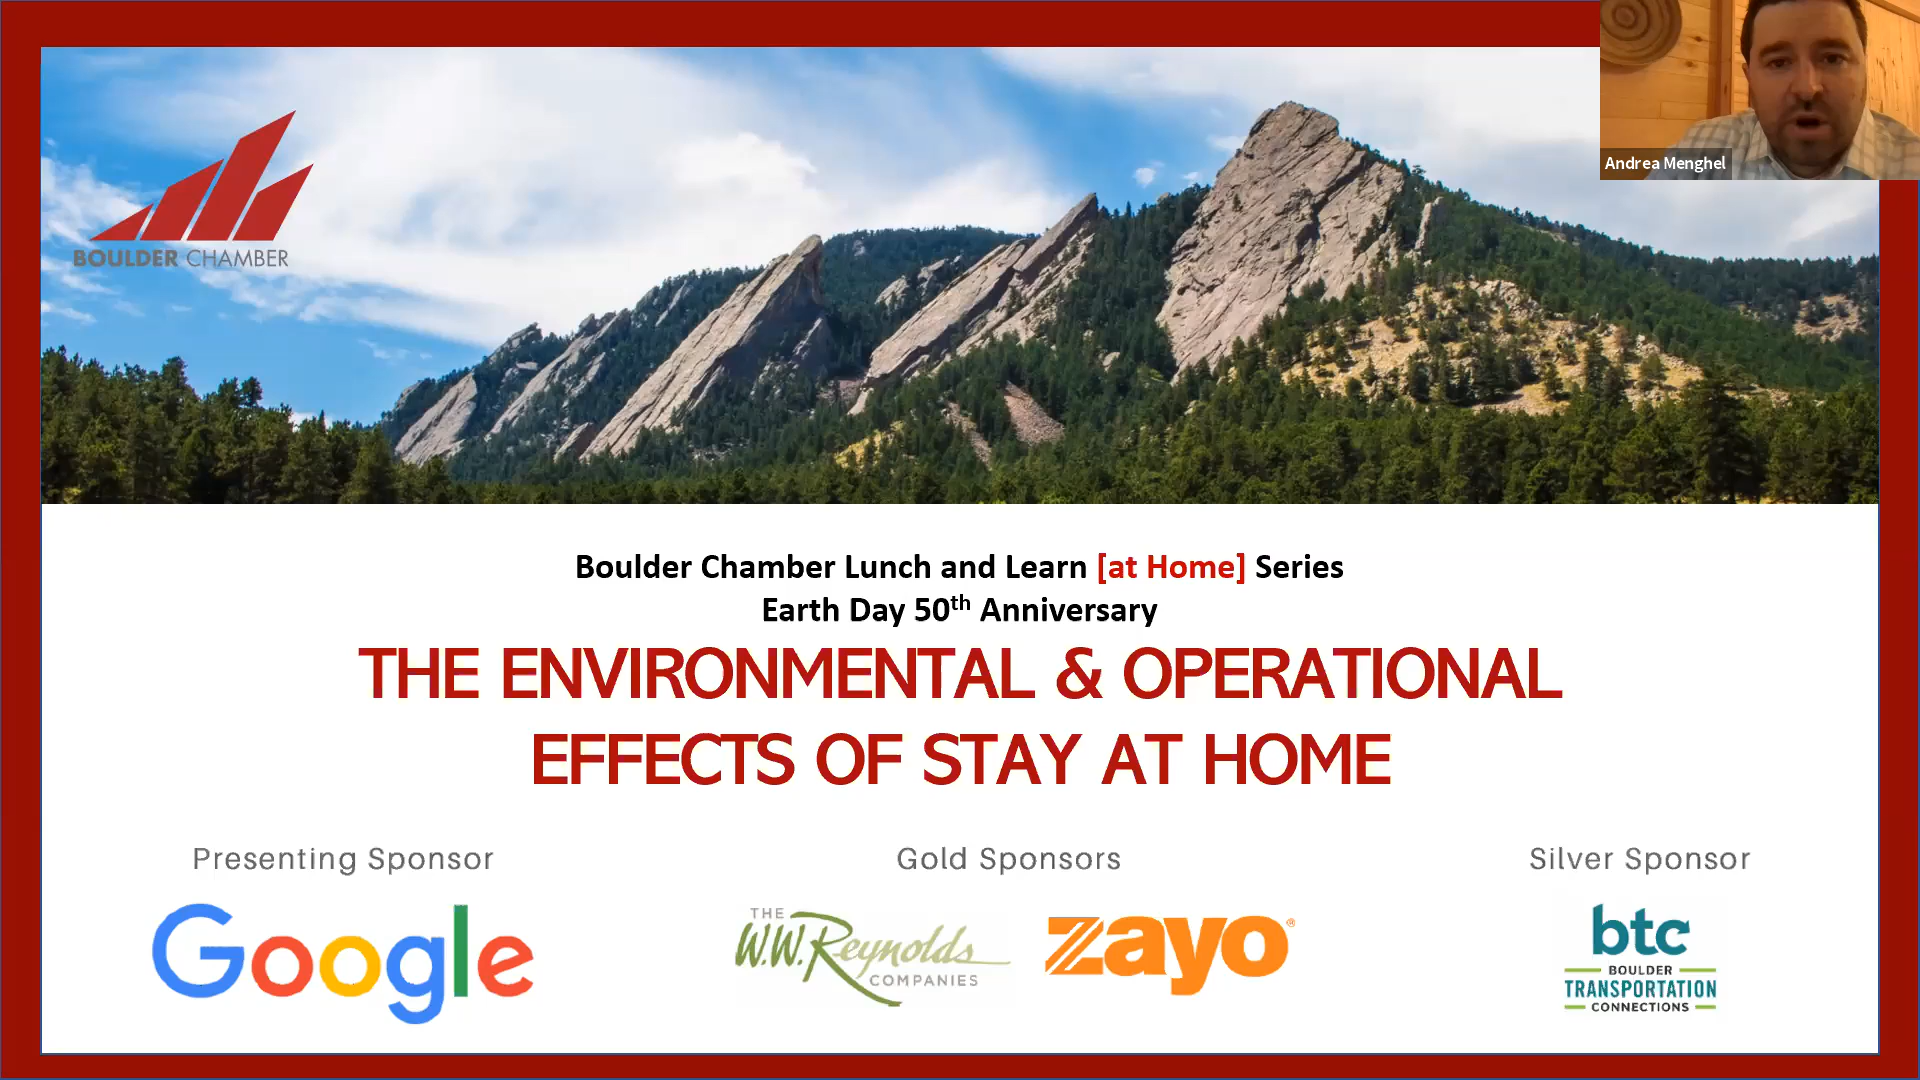 Andrea Menghel
BOULDER CHAMBER
Boulder Chamber Lunch and Learn [at Home] Series
Earth Day 50th Anniversary
THE ENVIRONMENTAL & OPERATIONAL
EFFECTS OF STAY AT HOME
Presenting Sponsor
Gold Sponsors
Silver Sponsor
Google
THE
W.W. Reynolds
COMPANIES
zayo®
btc
BOULDER
TRANSPORTATION
CONNECTIONS